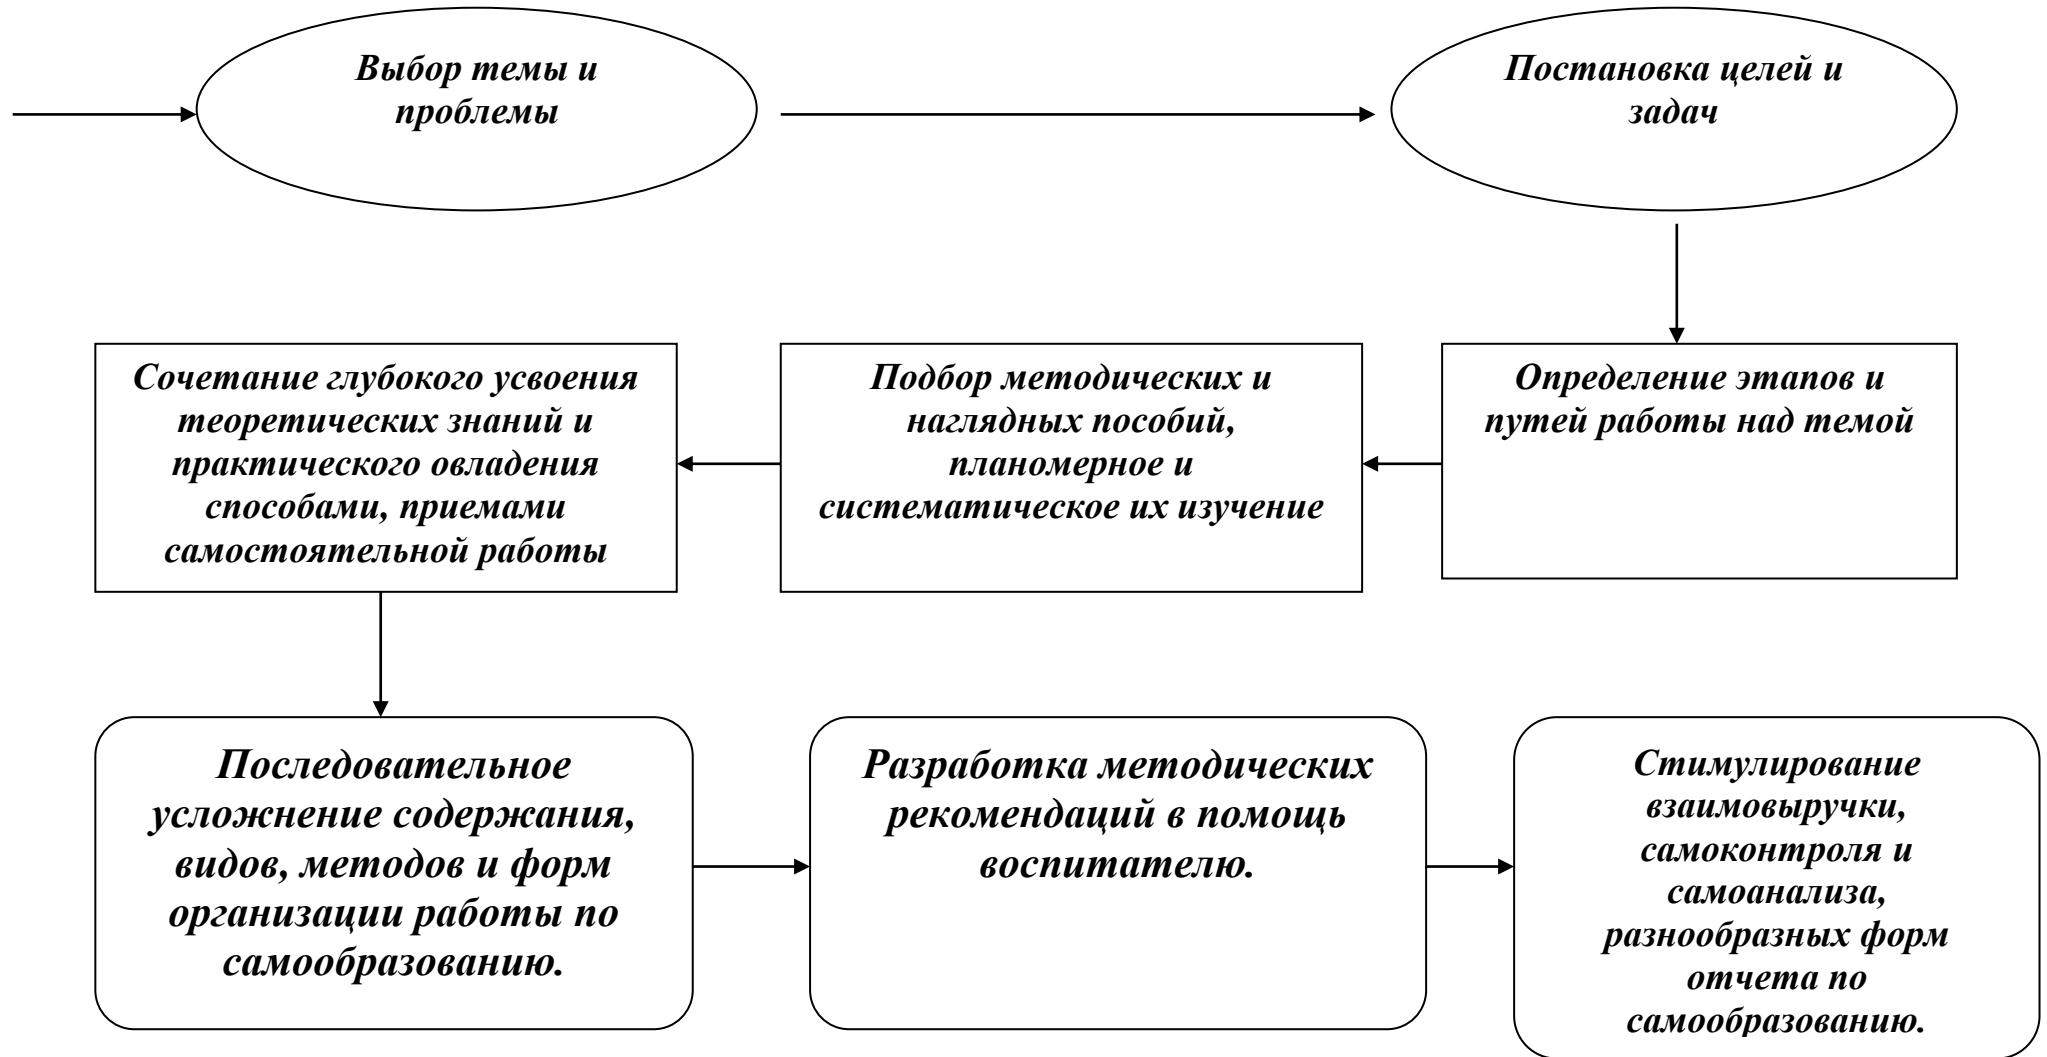 Выбор темы и
проблемы
Постановка целей и
задач
Определение этапов и
путей работы над темой
Подбор методических и
наглядных пособий,
планомерное и
систематическое их изучение
Сочетание глубокого усвоения
теоретических знаний и
практического овладения
способами, приемами
самостоятельной работы
Последовательное
усложнение содержания,
видов, методов и форм
организации работы по
самообразованию.
Разработка методических
рекомендаций в помощь
воспитателю.
Стимулирование
взаимовыручки,
самоконтроля и
самоанализа,
разнообразных форм
отчета по
самообразованию.